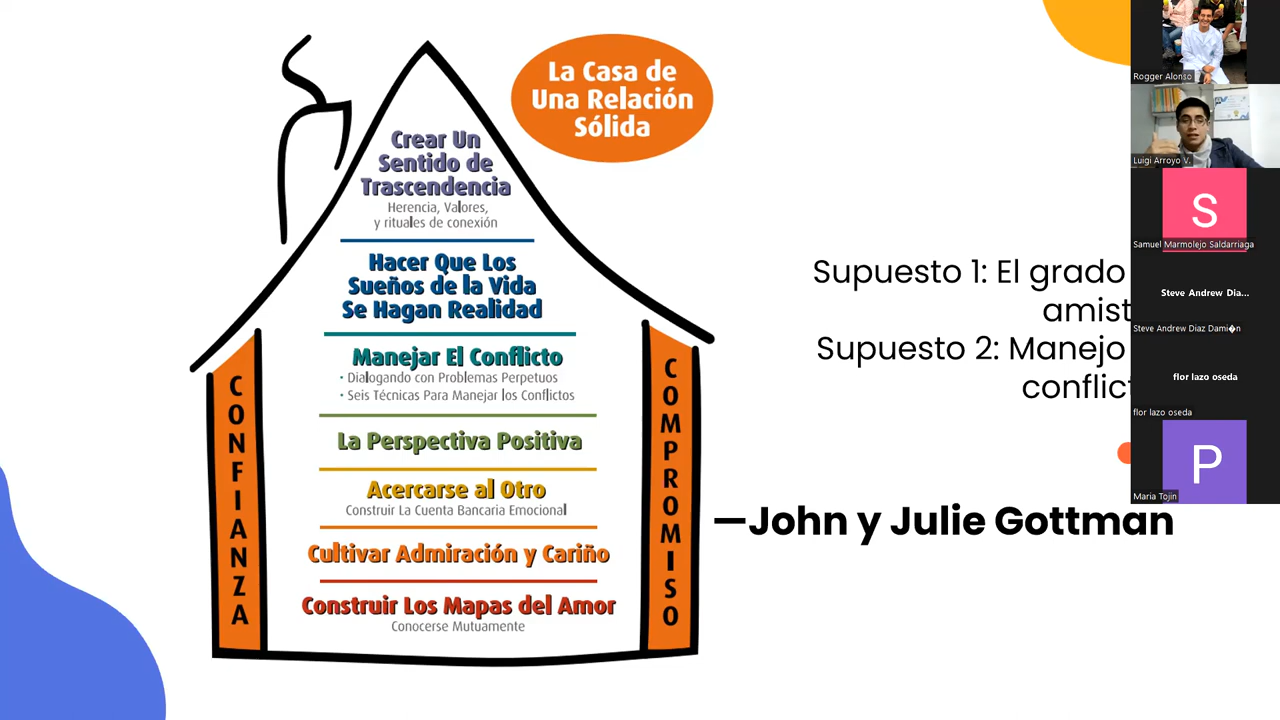 La Casa de
Una Relación
Sólida
Crear Un
Sentido de
Trascendencia
Herencia, Valores,
y rituales de conexión
Hacer Que Los
Sueños de la Vida
Se Hagan Realidad
Manejar El Conflicto
• Dialogando con Problemas Perpetuos
• Seis Técnicas Para Manejar los Conflictos
La Perspectiva Positiva
Acercarse al Otro
Construir La Cuenta Bancaria Emocional
Cultivar Admiración y Cariño
Construir Los Mapas del Amor
Conocerse Mutuamente
CONFIANZA
COMPROMISO
Supuesto 1: El grado
amist
Supuesto 2: Manejo
conflict
—John y Julie Gottman
Rogger Alonso
Luigi Arroyo V.
S
Samuel Marmolejo Saldarriaga
Steve Andrew Dia...
Steve Andrew Diaz Dami�n
flor lazo oseda
flor lazo oseda
P
Maria Tojin